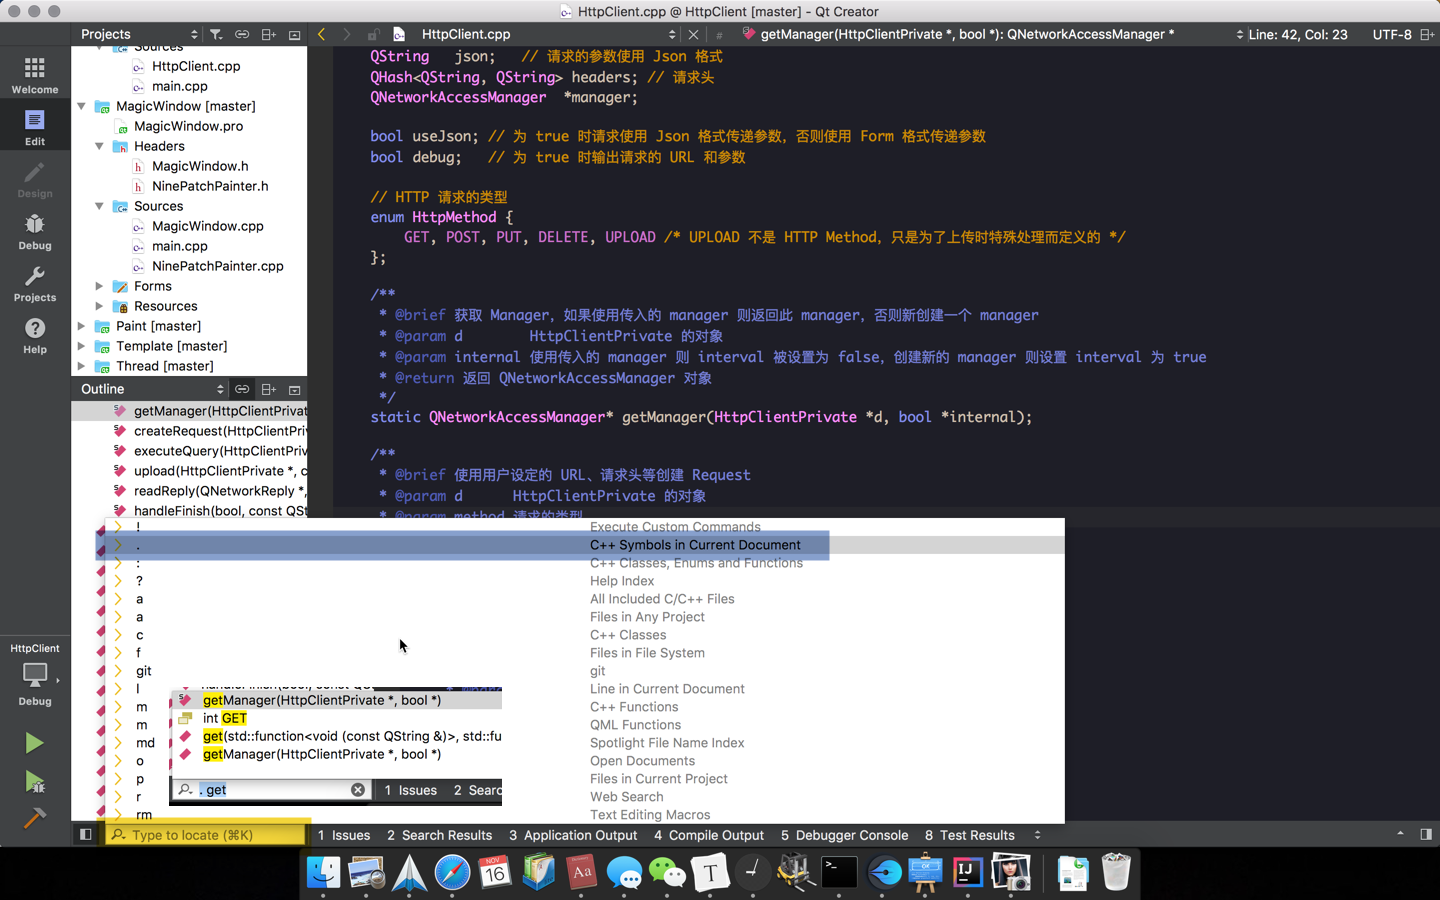 HttpClient.cpp @ HttpClient [master] - Qt Creator
Projects
HttpClient.cpp
#
getManager(HttpClientPrivate *, bool *): QNetworkAccessManager *
Line: 42, Col: 23
UTF-8
Welcome
Edit
Design
Debug
Projects
Help
HttpClient
Debug
Sources
HttpClient.cpp
main.cpp
MagicWindow [master]
MagicWindow.pro
Headers
MagicWindow.h
NinePatchPainter.h
Sources
MagicWindow.cpp
main.cpp
NinePatchPainter.cpp
Forms
Resources
Paint [master]
Template [master]
Thread [master]
Outline
getManager(HttpClientPrivat
createRequest(HttpClientPri
executeQuery(HttpClientPriv
upload(HttpClientPrivate *, c
readReply(QNetworkReply *,
handleFinish(bool, const QSt
QString json; // 请求的参数使用 Json 格式
QHash<QString, QString> headers; // 请求头
QNetworkAccessManager *manager;
bool useJson; // 为 true 时请求使用 Json 格式传递参数，否则使用 Form 格式传递参数
bool debug; // 为 true 时输出请求的 URL 和参数
// HTTP 请求的类型
enum HttpMethod {
GET, POST, PUT, DELETE, UPLOAD /* UPLOAD 不是 HTTP Method，只是为了上传时特殊处理而定义的 */
};
/**
* @brief 获取 Manager，如果使用传入的 manager 则返回此 manager，否则新创建一个 manager
* @param d HttpClientPrivate 的对象
* @param internal 使用传入的 manager 则 interval 被设置为 false，创建新的 manager 则设置 interval 为 true
* @return 返回 QNetworkAccessManager 对象
*/
static QNetworkAccessManager* getManager(HttpClientPrivate *d, bool *internal);
/**
* @brief 使用用户设定的 URL、请求头等创建 Request
* @param d HttpClientPrivate 的对象
* @param method 请求的类型
! Execute Custom Commands
. C++ Symbols in Current Document
: C++ Classes, Enums and Functions
? Help Index
a All Included C/C++ Files
a Files in Any Project
c C++ Classes
f Files in File System
git git
l Line in Current Document
m C++ Functions
m QML Functions
md Spotlight File Name Index
o Open Documents
p Files in Current Project
r Web Search
rm Text Editing Macros
getManager(HttpClientPrivate *, bool *)
int GET
get(std::function<void (const QString &)>, std::fu
getManager(HttpClientPrivate *, bool *)
. get
1 Issues 2 Searc
Type to locate (⌘K)
1 Issues 2 Search Results 3 Application Output 4 Compile Output 5 Debugger Console 8 Test Results
NOV
16
Aa
T
>_
IJ